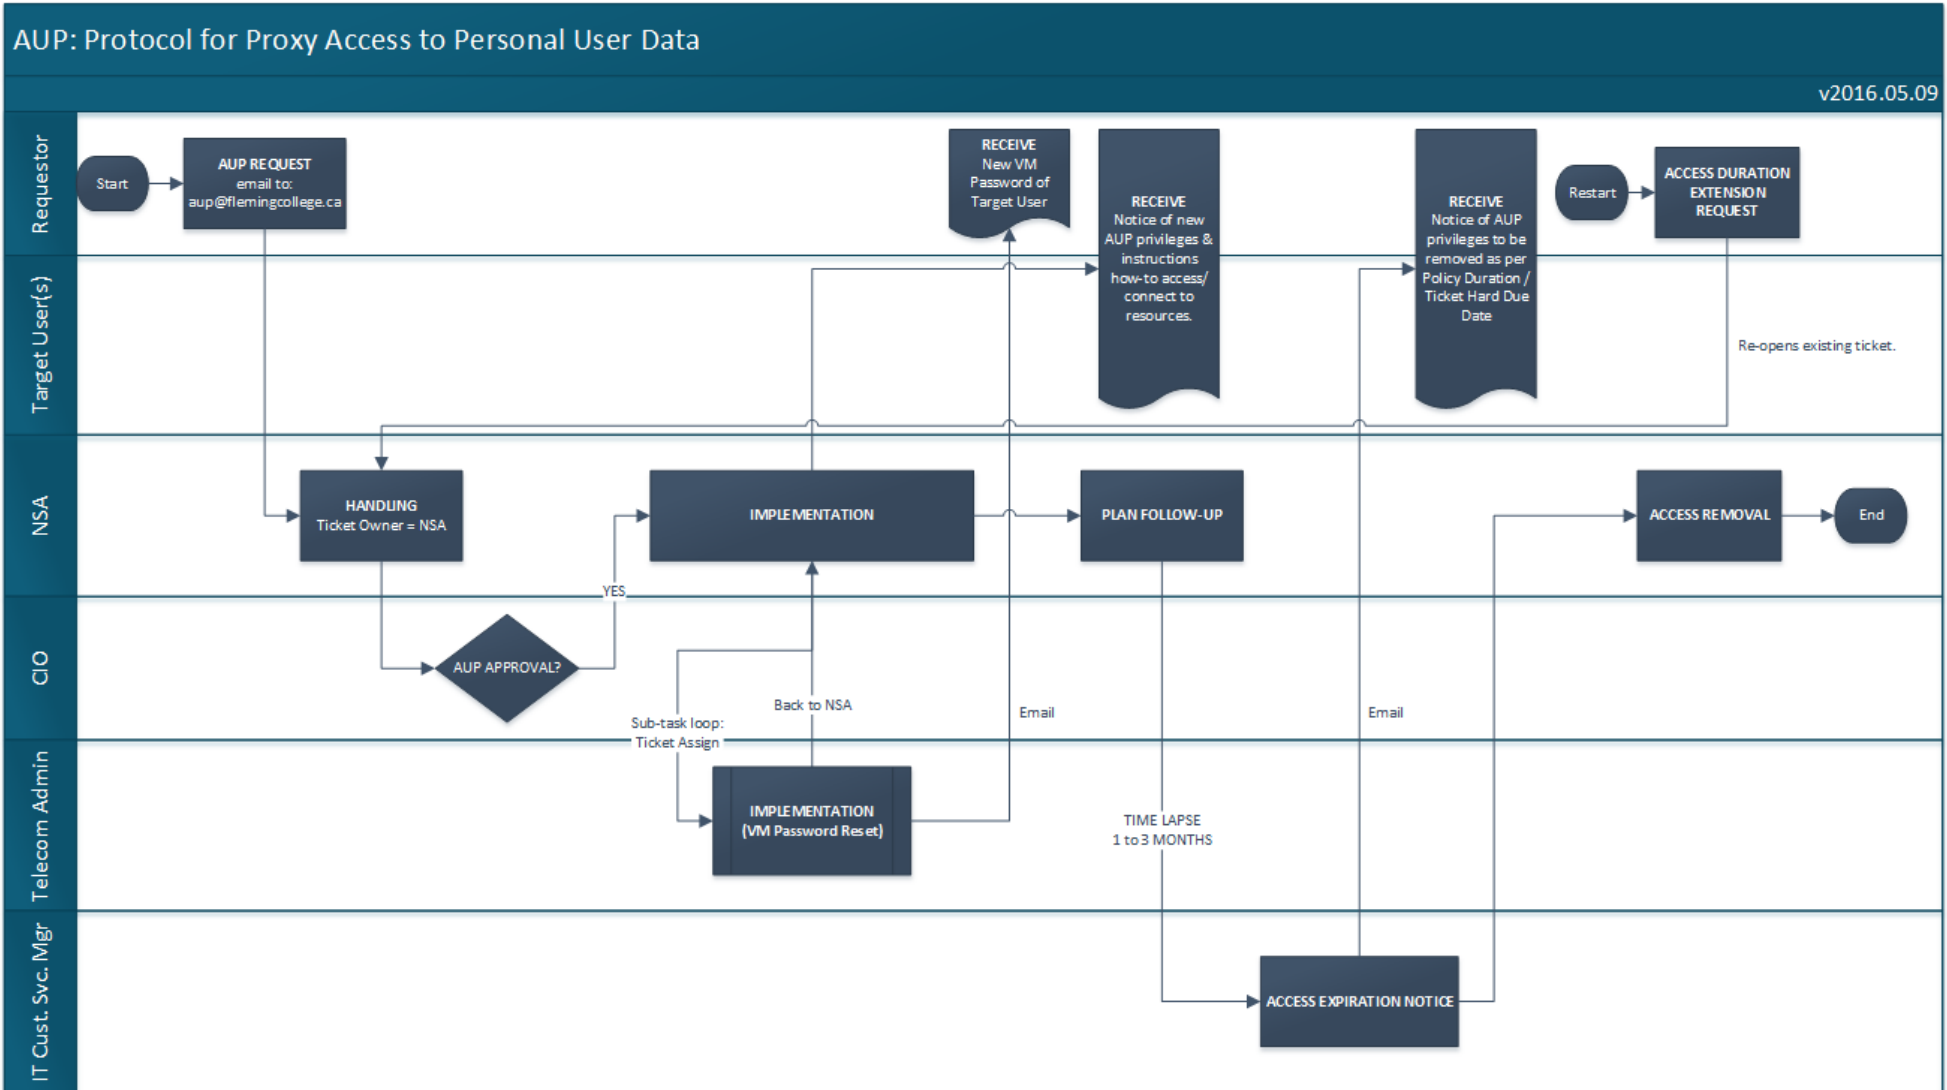 AUP: Protocol for Proxy Access to Personal User Data
v2016.05.09
Requestor
Start
AUP REQUEST
email to:
aup@flemingcollege.ca
RECEIVE
New VM
Password of
Target User
RECEIVE
Notice of new
AUP privileges &
instructions
how-to access/
connect to
resources.
RECEIVE
Notice of AUP
privileges to be
removed as per
Policy Duration /
Ticket Hard Due
Date
Restart
ACCESS DURATION
EXTENSION
REQUEST
Target User(s)
Re-opens existing ticket.
NSA
HANDLING
Ticket Owner = NSA
IMPLEMENTATION
PLAN FOLLOW-UP
ACCESS REMOVAL
End
YES
CIO
AUP APPROVAL?
Sub-task loop:
Ticket Assign
Back to NSA
Email
Email
Telecom Admin
IMPLEMENTATION
(VM Password Reset)
TIME LAPSE
1 to 3 MONTHS
IT Cust. Svc. Mgr
ACCESS EXPIRATION NOTICE